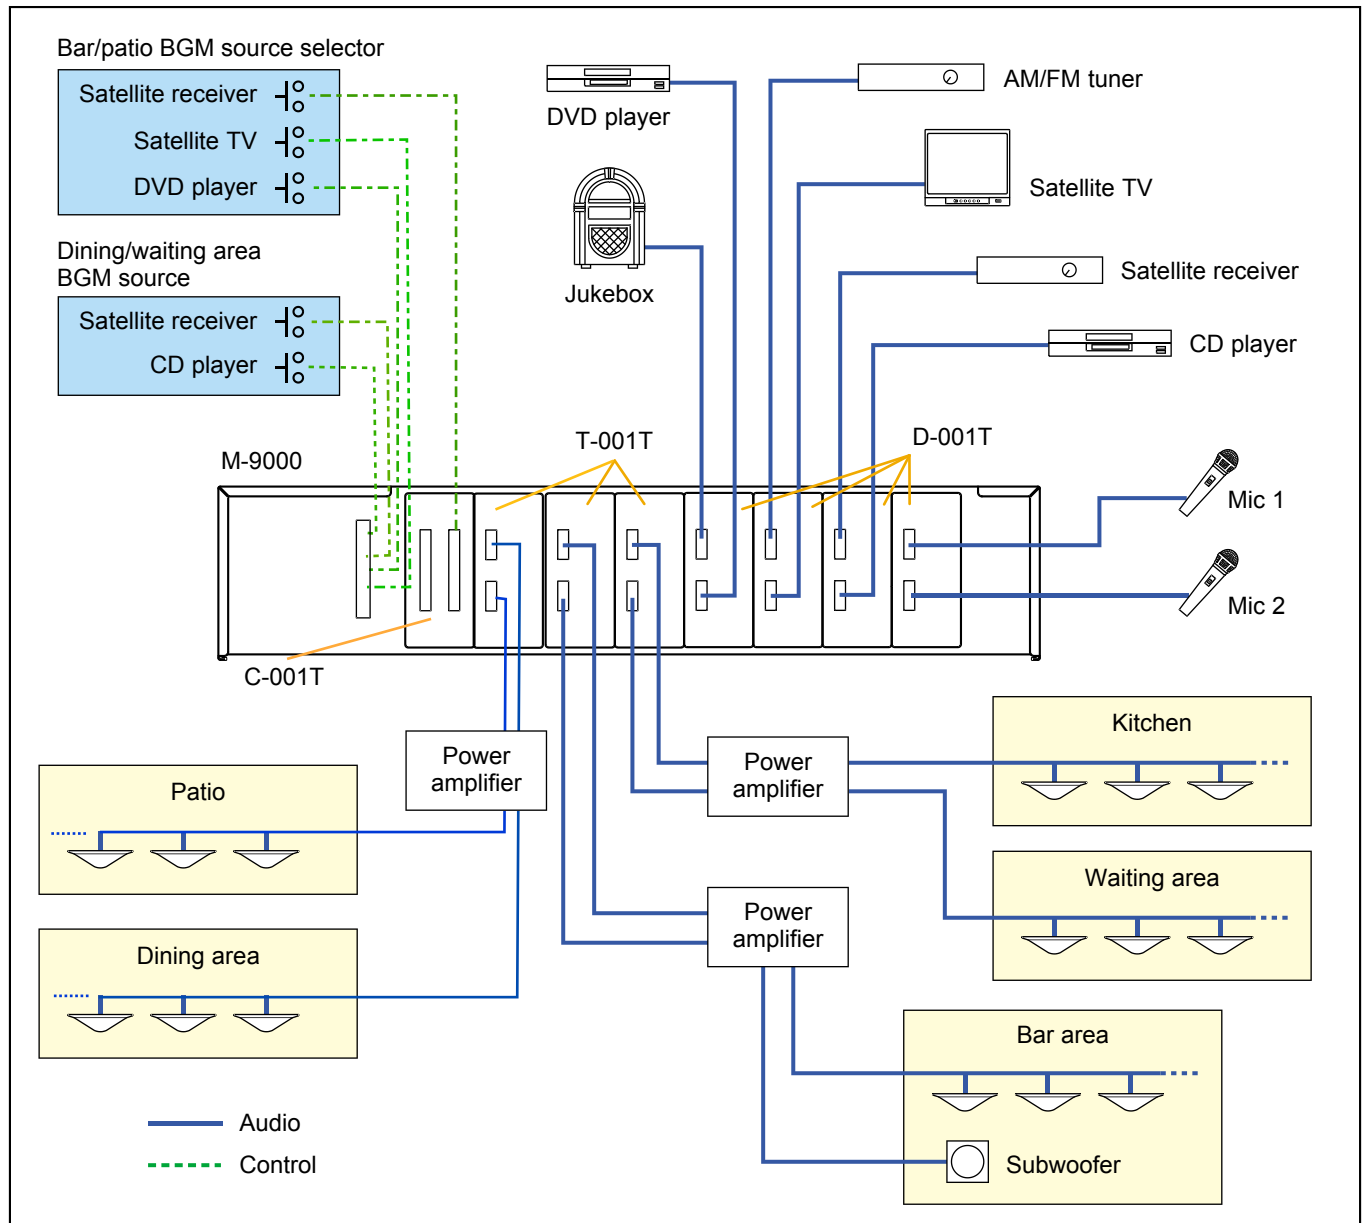 Bar/patio BGM source selector
Satellite receiver
Satellite TV
DVD player
Dining/waiting area
BGM source
Satellite receiver
CD player
DVD player
Jukebox
AM/FM tuner
Satellite TV
Satellite receiver
CD player
M-9000
T-001T
D-001T
Mic 1
Mic 2
C-001T
Power
amplifier
Power
amplifier
Power
amplifier
Patio
Dining area
Kitchen
Waiting area
Bar area
Subwoofer
Audio
Control